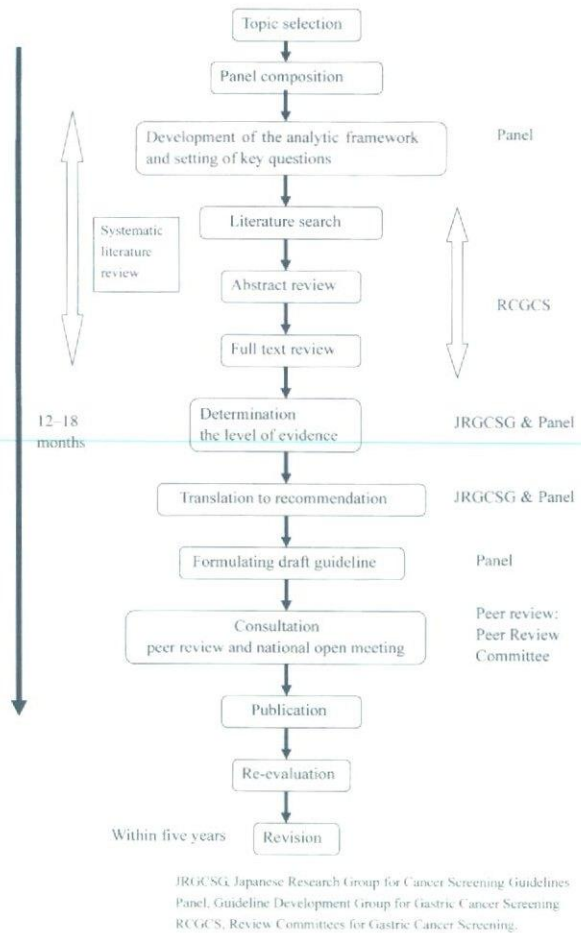 Topic selection
Panel composition
Development of the analytic framework
and setting of key questions
Panel
Literature search
Systematic
literature
review
Abstract review
RCGCS
Full text review
12–18
months
Determination
the level of evidence
JRGCSG & Panel
Translation to recommendation
JRGCSG & Panel
Formulating draft guideline
Panel
Consultation
peer review and national open meeting
Peer review:
Peer Review
Committee
Publication
Re-evaluation
Within five years
Revision
JRGCSG, Japanese Research Group for Cancer Screening Guidelines
Panel, Guideline Development Group for Gastric Cancer Screening
RCGCS, Review Committees for Gastric Cancer Screening.